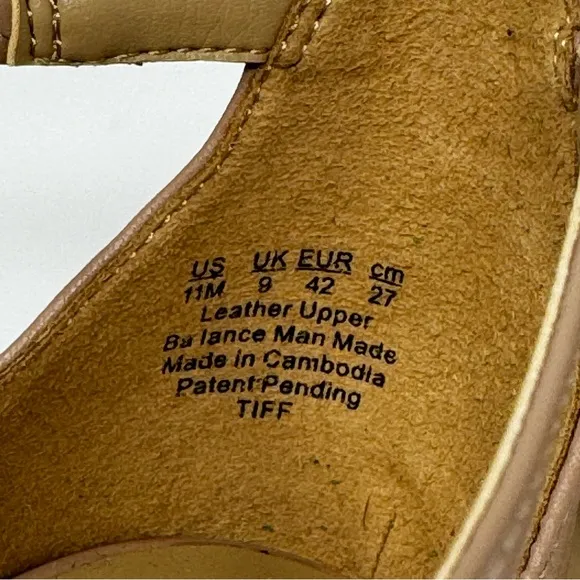 US UK EUR cm
11M 9 42 27
Leather Upper
Balance Man Made
Made in Cambodia
Patent Pending
TIFF